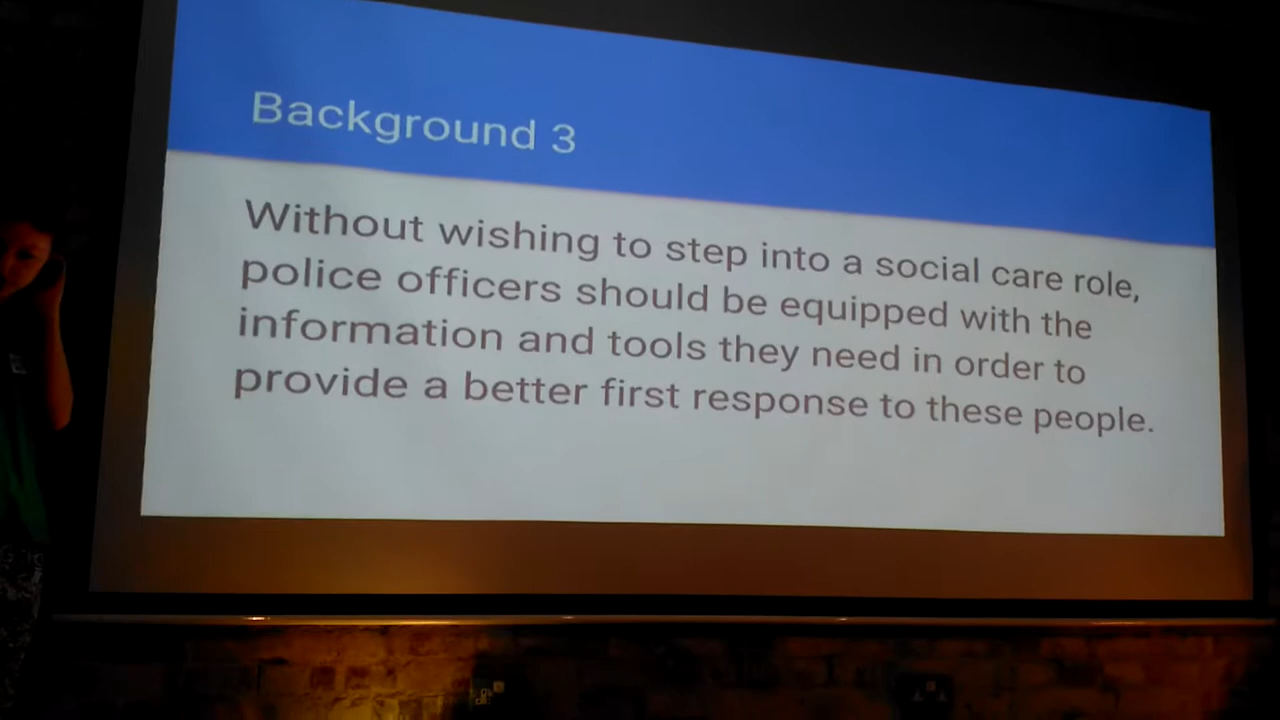 Background 3
Without wishing to step into a social care role,
police officers should be equipped with the
information and tools they need in order to
provide a better first response to these people.